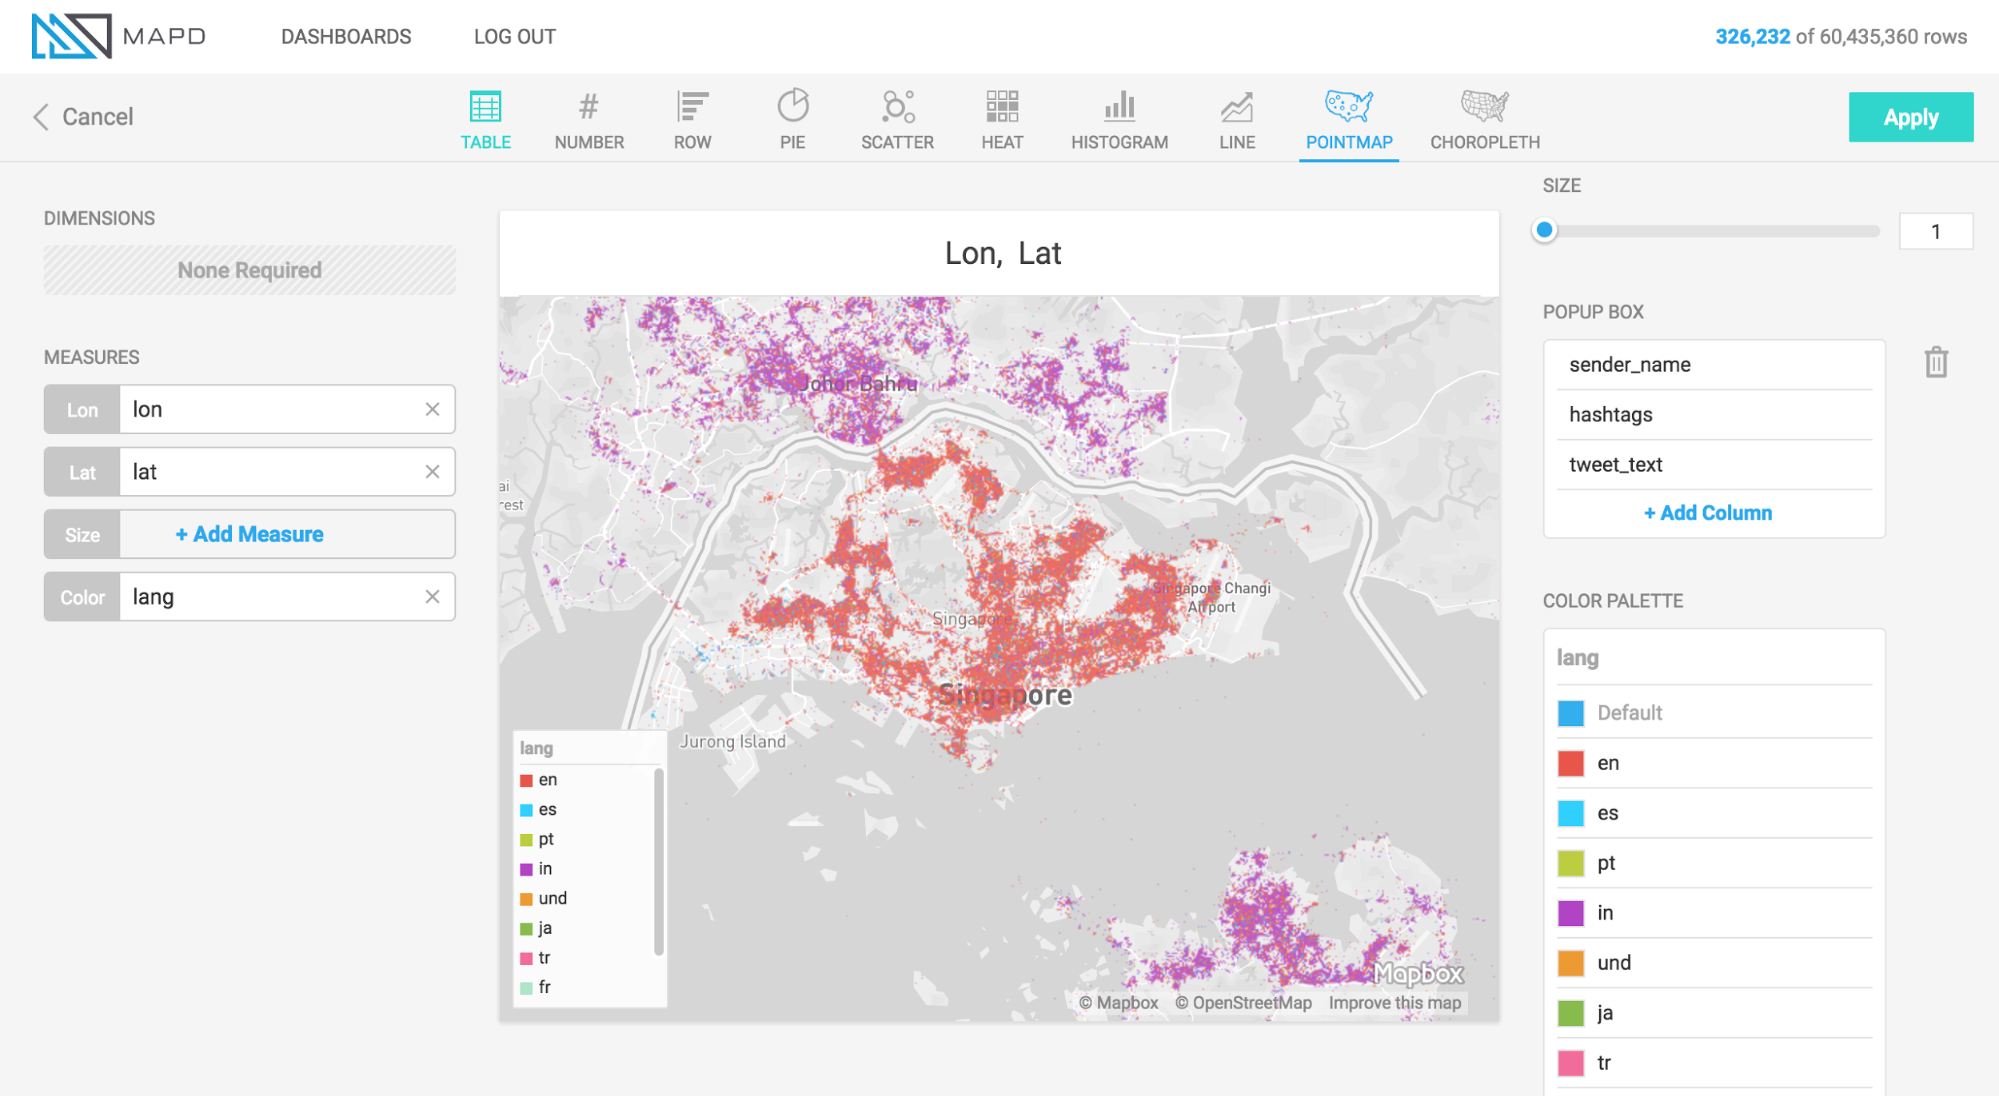 MAPD
DASHBOARDS
LOG OUT
326,232 of 60,435,360 rows
Cancel
TABLE
# NUMBER
ROW
PIE
SCATTER
HEAT
HISTOGRAM
LINE
POINTMAP
CHOROPLETH
Apply
DIMENSIONS
None Required
MEASURES
Lon lon
Lat lat
Size + Add Measure
Color lang
Lon, Lat
Johor Bahru
ai
rest
Singapore Changi
Airport
Singapore
Singapore
Jurong Island
lang
en
es
pt
in
und
ja
tr
fr
Mapbox
© Mapbox © OpenStreetMap Improve this map
SIZE
1
POPUP BOX
sender_name
hashtags
tweet_text
+ Add Column
COLOR PALETTE
lang
Default
en
es
pt
in
und
ja
tr